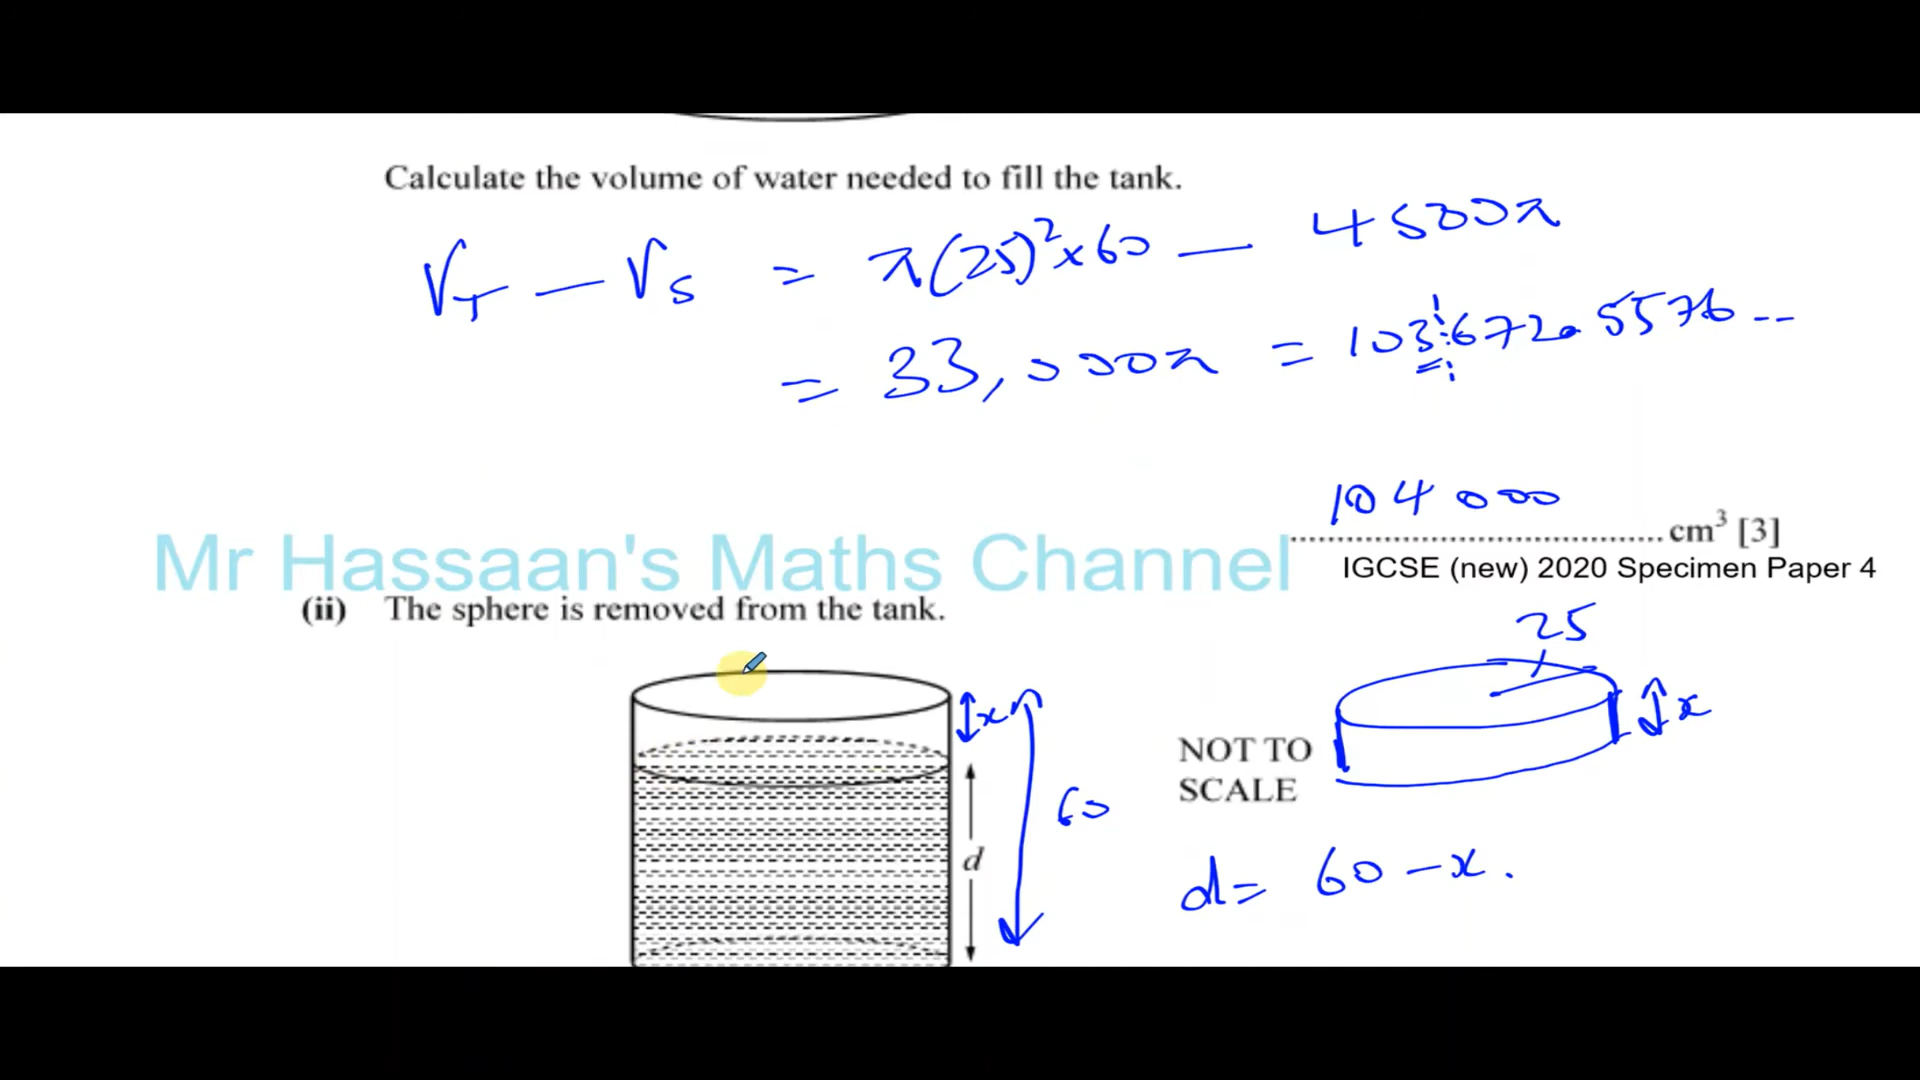 Calculate the volume of water needed to fill the tank.
V_T – V_S = π(25)² × 60 – 4500π
= 33,000π = 103672.5576 --
104 000
........................................ cm³ [3]
Mr Hassaan's Maths Channel
IGCSE (new) 2020 Specimen Paper 4
(ii) The sphere is removed from the tank.
25
x
x
NOT TO
SCALE
60
d
d = 60 – x.